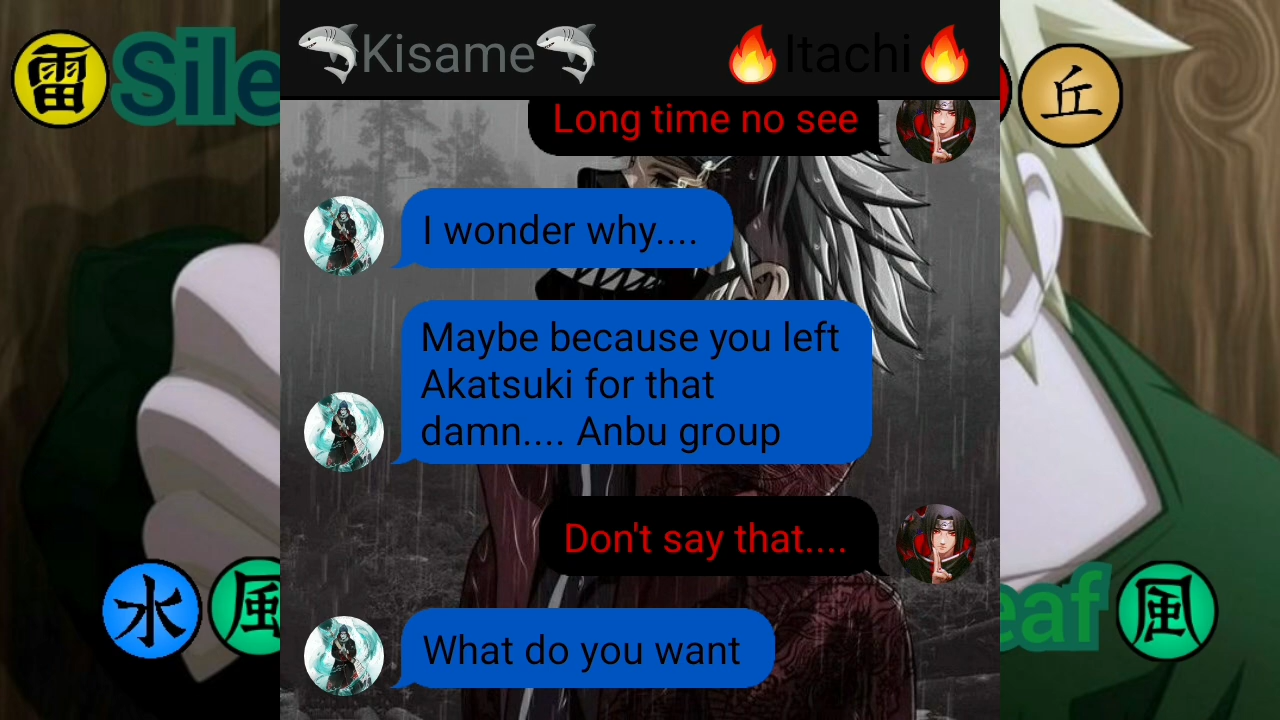 🦈Kisame🦈
🔥Itachi🔥
雷
Sile
丘
Long time no see
I wonder why....
Maybe because you left
Akatsuki for that
damn.... Anbu group
Don't say that....
What do you want
水
風
eaf
風